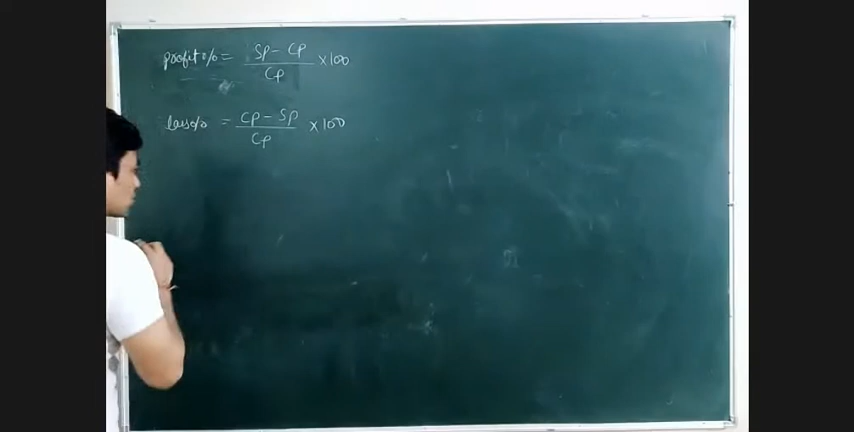 profit% = SP - CP / CP × 100
loss% = CP - SP / CP × 100